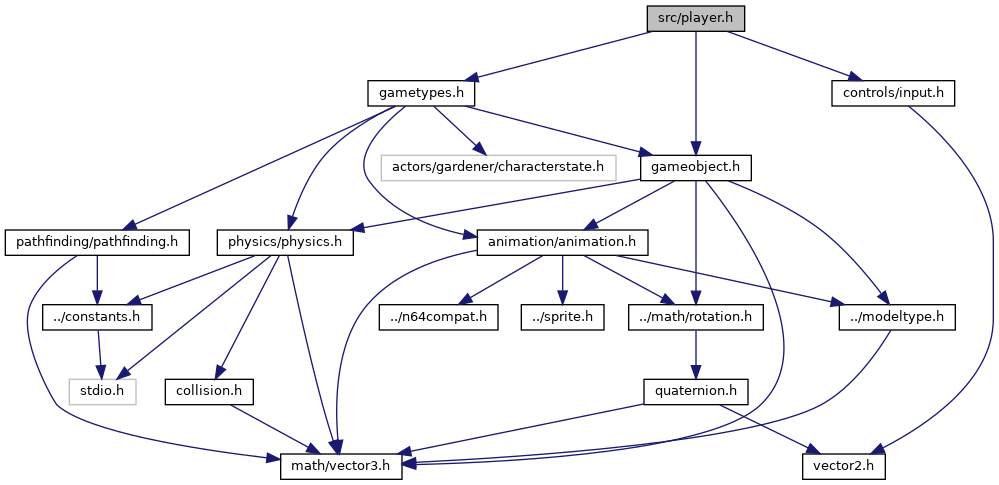 src/player.h
gametypes.h
controls/input.h
actors/gardener/characterstate.h
gameobject.h
pathfinding/pathfinding.h
physics/physics.h
animation/animation.h
../constants.h
../n64compat.h
../sprite.h
../math/rotation.h
../modeltype.h
stdio.h
collision.h
quaternion.h
math/vector3.h
vector2.h